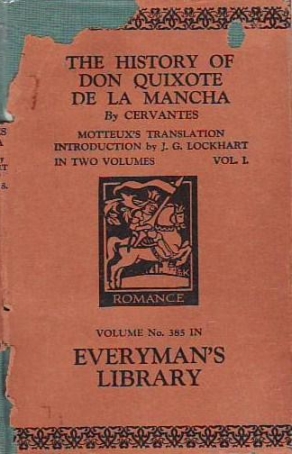 THE HISTORY OF
DON QUIXOTE
DE LA MANCHA
By CERVANTES
MOTTEUX'S TRANSLATION
INTRODUCTION by J. G. LOCKHART
IN TWO VOLUMES VOL. I.
ROMANCE
VOLUME No. 385 IN
EVERYMAN'S
LIBRARY